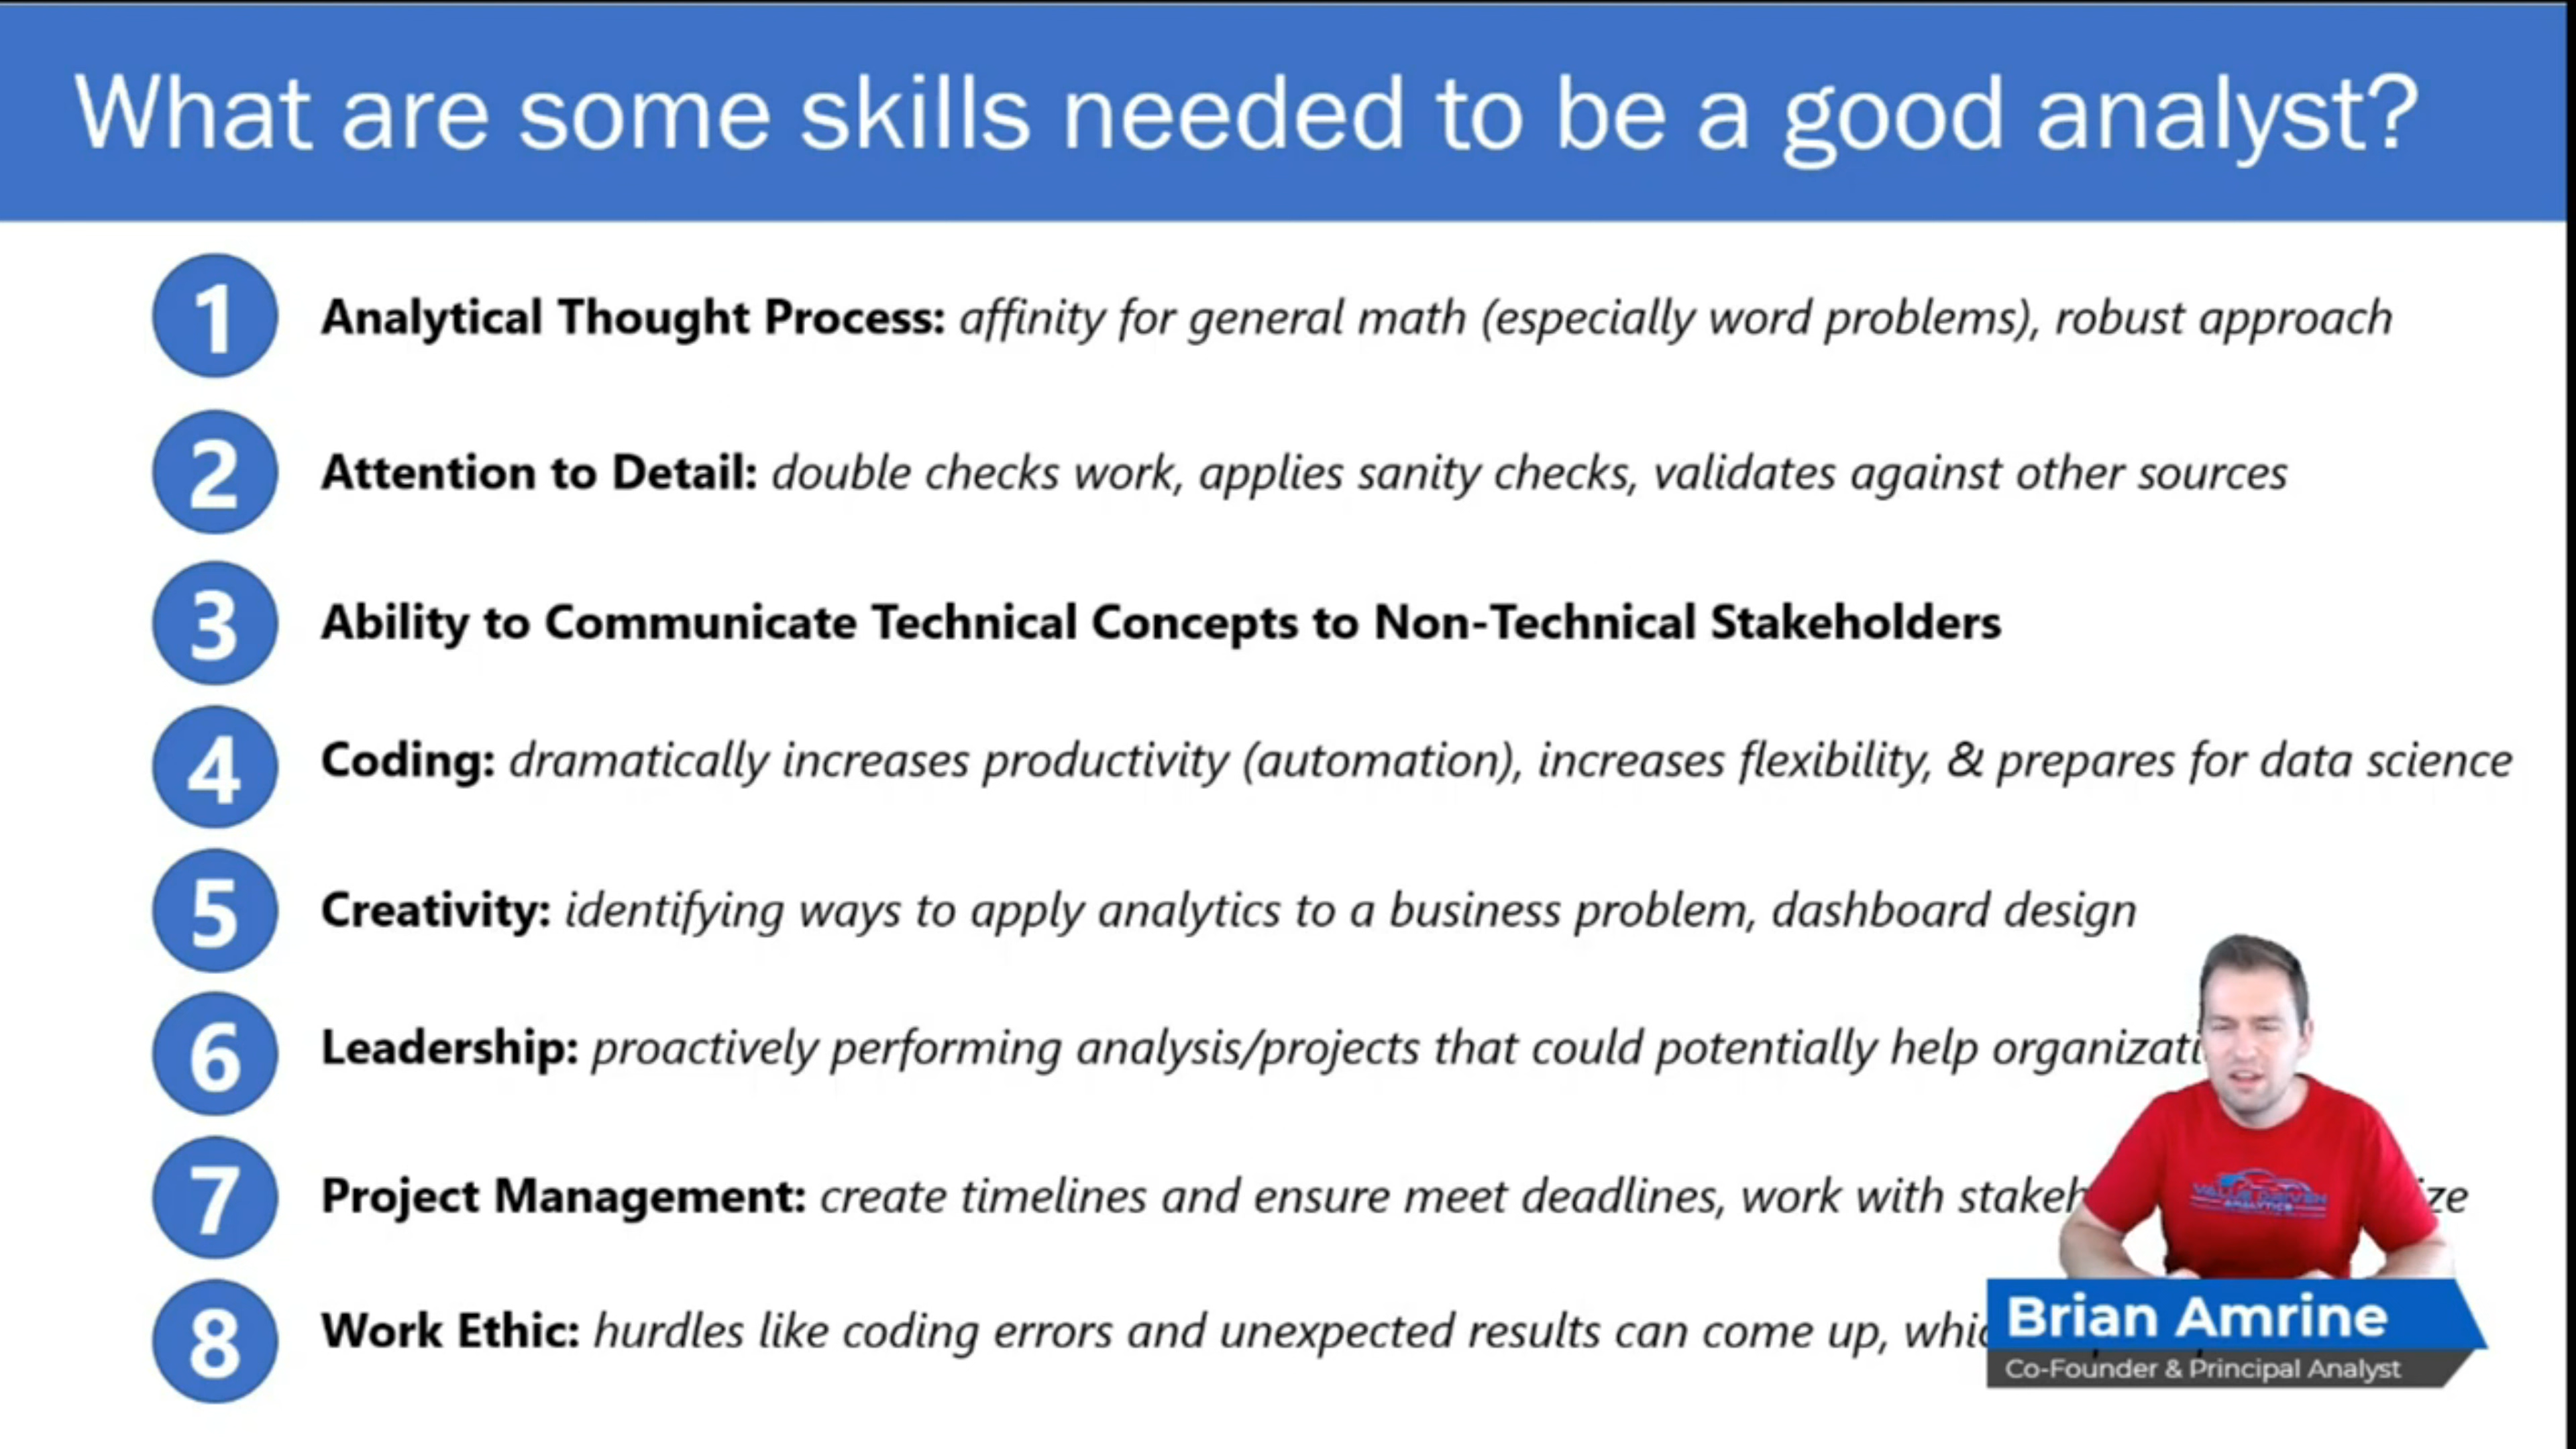 What are some skills needed to be a good analyst?
1 Analytical Thought Process: affinity for general math (especially word problems), robust approach
2 Attention to Detail: double checks work, applies sanity checks, validates against other sources
3 Ability to Communicate Technical Concepts to Non-Technical Stakeholders
4 Coding: dramatically increases productivity (automation), increases flexibility, & prepares for data science
5 Creativity: identifying ways to apply analytics to a business problem, dashboard design
6 Leadership: proactively performing analysis/projects that could potentially help
7 Project Management: create timelines and ensure meet deadlines, work with
8 Work Ethic: hurdles like coding errors and unexpected results can come up,
VALUE DRIVEN
ANALYTICS
Brian Amrine
Co-Founder & Principal Analyst